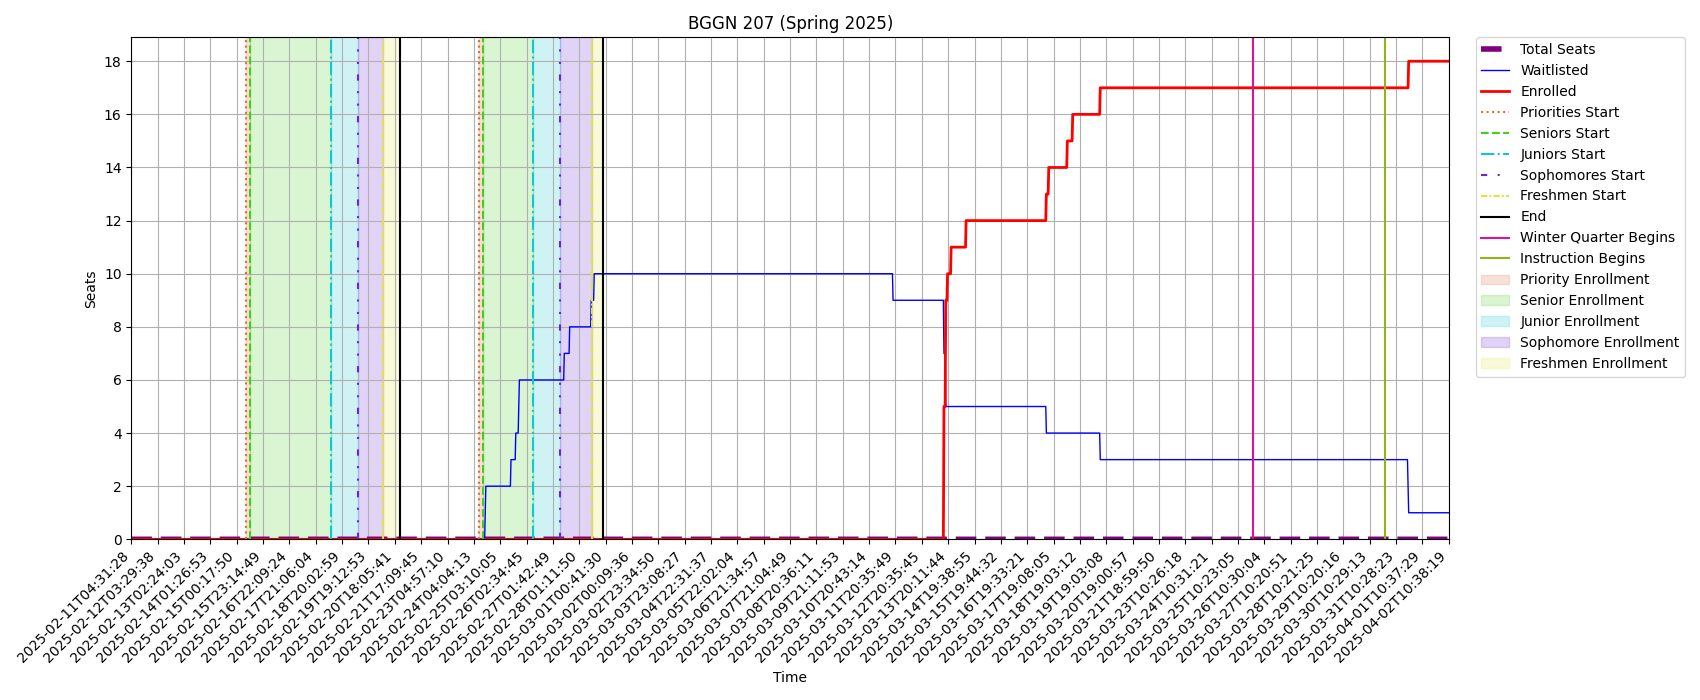 BGGN 207 (Spring 2025)
Seats
18
16
14
12
10
8
6
4
2
0
2025-02-11T04:31:28
2025-02-12T03:29:38
2025-02-13T02:24:03
2025-02-14T01:26:53
2025-02-15T00:17:50
2025-02-15T23:14:49
2025-02-16T22:09:24
2025-02-17T21:06:04
2025-02-18T20:02:59
2025-02-19T19:12:53
2025-02-20T18:05:41
2025-02-21T17:09:45
2025-02-23T04:57:10
2025-02-24T04:04:13
2025-02-25T03:10:05
2025-02-26T02:34:45
2025-02-27T01:42:49
2025-02-28T01:11:50
2025-03-01T00:41:30
2025-03-02T00:09:36
2025-03-02T23:34:50
2025-03-03T23:08:27
2025-03-04T22:31:37
2025-03-05T22:02:04
2025-03-06T21:34:57
2025-03-07T21:04:49
2025-03-08T20:36:11
2025-03-09T21:11:53
2025-03-10T20:43:14
2025-03-11T20:35:49
2025-03-12T20:35:45
2025-03-13T20:11:44
2025-03-14T19:38:55
2025-03-15T19:44:32
2025-03-16T19:33:21
2025-03-17T19:08:05
2025-03-18T19:03:12
2025-03-19T19:03:08
2025-03-20T19:00:57
2025-03-21T18:59:50
2025-03-23T10:26:18
2025-03-24T10:31:21
2025-03-25T10:23:05
2025-03-26T10:30:04
2025-03-27T10:20:51
2025-03-28T10:21:25
2025-03-29T10:20:16
2025-03-30T10:29:13
2025-03-31T10:28:23
2025-04-01T10:37:29
2025-04-02T10:38:19
Time
Total Seats
Waitlisted
Enrolled
Priorities Start
Seniors Start
Juniors Start
Sophomores Start
Freshmen Start
End
Winter Quarter Begins
Instruction Begins
Priority Enrollment
Senior Enrollment
Junior Enrollment
Sophomore Enrollment
Freshmen Enrollment